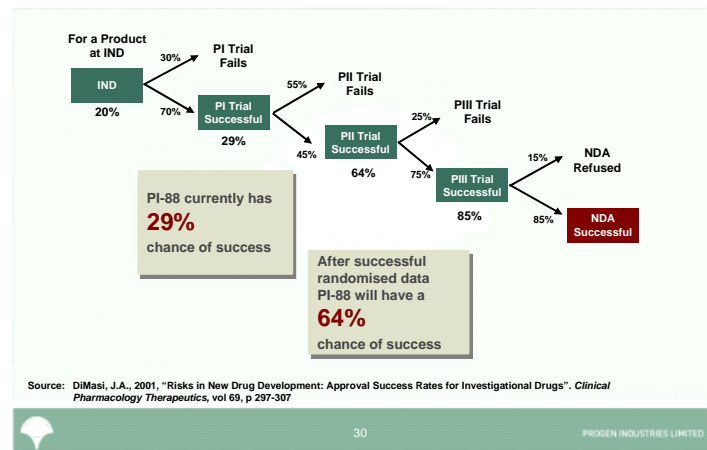 For a Product
at IND
IND
20%
30%
PI Trial
Fails
70%
PI Trial
Successful
29%
55%
PII Trial
Fails
45%
PII Trial
Successful
64%
25%
PIII Trial
Fails
75%
PIII Trial
Successful
85%
15%
NDA
Refused
85%
NDA
Successful
PI-88 currently has
29%
chance of success
After successful
randomised data
PI-88 will have a
64%
chance of success
Source: DiMasi, J.A., 2001, “Risks in New Drug Development: Approval Success Rates for Investigational Drugs”. Clinical
Pharmacology Therapeutics, vol 69, p 297-307
30
PROGEN INDUSTRIES LIMITED